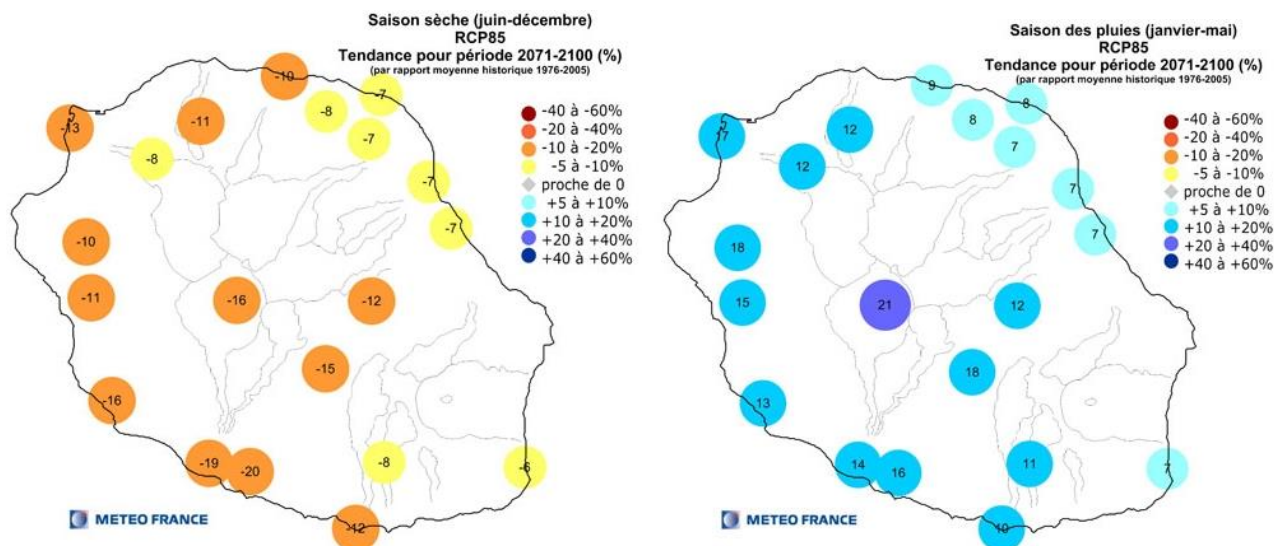 Saison sèche (juin-décembre)
RCP85
Tendance pour période 2071-2100 (%)
(par rapport moyenne historique 1976-2005)
-40 à -60%
-20 à -40%
-10 à -20%
-5 à -10%
proche de 0
+5 à +10%
+10 à +20%
+20 à +40%
+40 à +60%
-10
-7
-8
-13
-11
-7
-8
-7
-7
-10
-11
-16
-12
-15
-16
-19
-20
-8
-6
-12
METEO FRANCE
Saison des pluies (janvier-mai)
RCP85
Tendance pour période 2071-2100 (%)
(par rapport moyenne historique 1976-2005)
-40 à -60%
-20 à -40%
-10 à -20%
-5 à -10%
proche de 0
+5 à +10%
+10 à +20%
+20 à +40%
+40 à +60%
9
8
8
17
12
7
12
7
7
18
15
21
12
18
13
14
16
11
7
10
METEO FRANCE